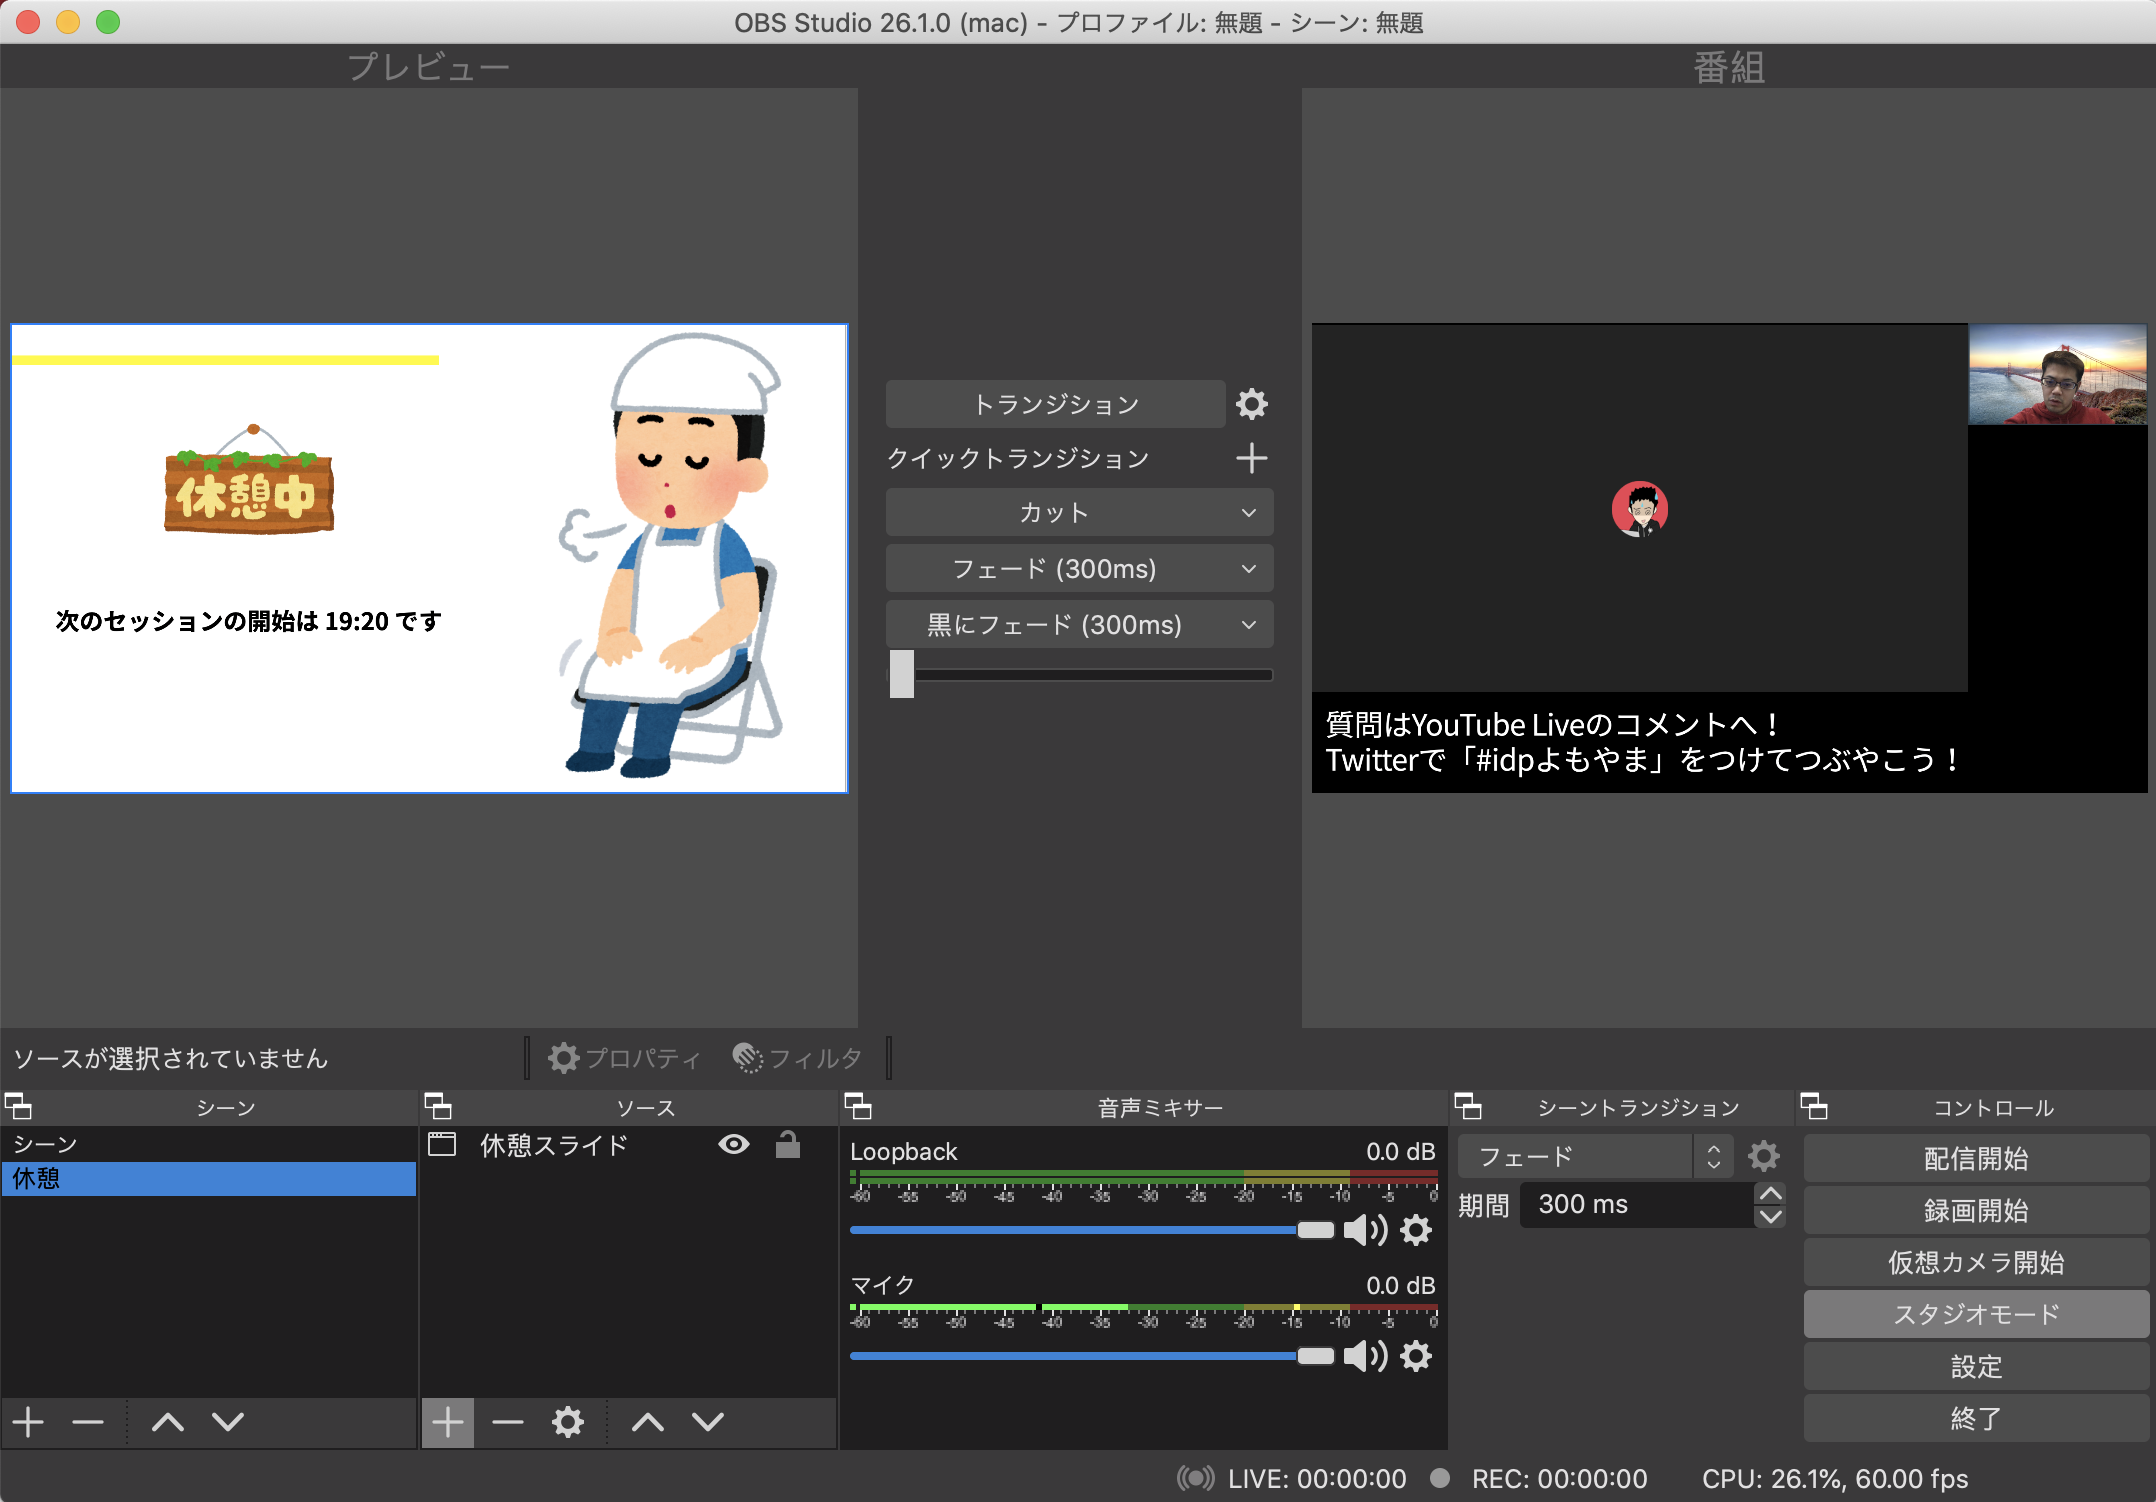 OBS Studio 26.1.0 (mac) - プロファイル: 無題 - シーン: 無題
プレビュー
番組
休憩中
次のセッションの開始は 19:20 です
トランジション
クイックトランジション
カット
フェード (300ms)
黒にフェード (300ms)
質問はYouTube Liveのコメントへ！
Twitterで「#idpよもやま」をつけてつぶやこう！
ソースが選択されていません
プロパティ
フィルタ
シーン
シーン
休憩
ソース
休憩スライド
音声ミキサー
Loopback
0.0 dB
-60 -55 -50 -45 -40 -35 -30 -25 -20 -15 -10 -5 0
マイク
0.0 dB
-60 -55 -50 -45 -40 -35 -30 -25 -20 -15 -10 -5 0
シーントランジション
フェード
期間
300 ms
コントロール
配信開始
録画開始
仮想カメラ開始
スタジオモード
設定
終了
LIVE: 00:00:00
REC: 00:00:00
CPU: 26.1%, 60.00 fps